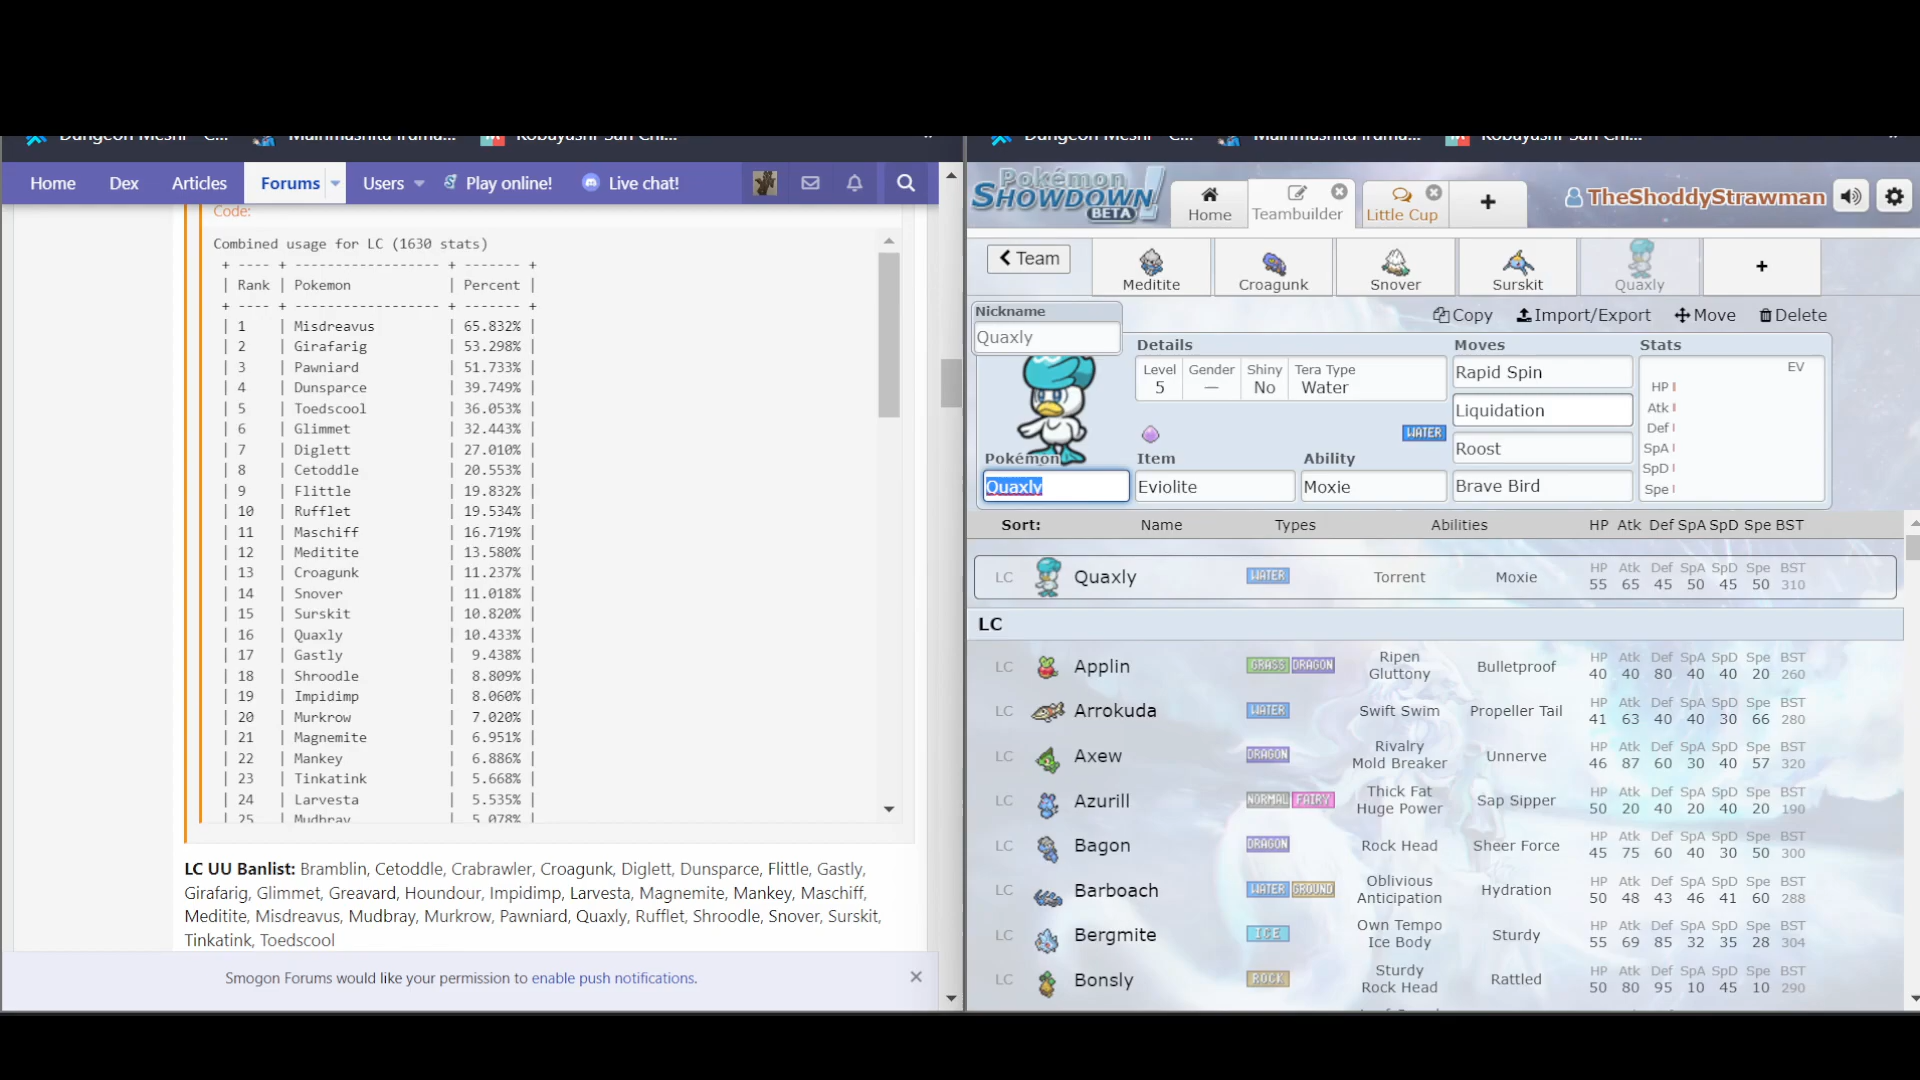 Dungeon Meshi - C...
Mairimashita Iruma...
Kobayashi San Chi...
»
Dungeon Meshi - C...
Mairimashita Iruma...
Kobayashi San Chi...
»
Home Dex Articles Forums Users Play online! Live chat!
Code:
Combined usage for LC (1630 stats)
+ ---- + ------------------ + ------- +
| Rank | Pokemon | Percent |
+ ---- + ------------------ + ------- +
| 1 | Misdreavus | 65.832% |
| 2 | Girafarig | 53.298% |
| 3 | Pawniard | 51.733% |
| 4 | Dunsparce | 39.749% |
| 5 | Toedscool | 36.053% |
| 6 | Glimmet | 32.443% |
| 7 | Diglett | 27.010% |
| 8 | Cetoddle | 20.553% |
| 9 | Flittle | 19.832% |
| 10 | Rufflet | 19.534% |
| 11 | Maschiff | 16.719% |
| 12 | Meditite | 13.580% |
| 13 | Croagunk | 11.237% |
| 14 | Snover | 11.018% |
| 15 | Surskit | 10.820% |
| 16 | Quaxly | 10.433% |
| 17 | Gastly | 9.438% |
| 18 | Shroodle | 8.809% |
| 19 | Impidimp | 8.060% |
| 20 | Murkrow | 7.020% |
| 21 | Magnemite | 6.951% |
| 22 | Mankey | 6.886% |
| 23 | Tinkatink | 5.668% |
| 24 | Larvesta | 5.535% |
| 25 | Mudbray | 5.078% |
LC UU Banlist: Bramblin, Cetoddle, Crabrawler, Croagunk, Diglett, Dunsparce, Flittle, Gastly,
Girafarig, Glimmet, Greavard, Houndour, Impidimp, Larvesta, Magnemite, Mankey, Maschiff,
Meditite, Misdreavus, Mudbray, Murkrow, Pawniard, Quaxly, Rufflet, Shroodle, Snover, Surskit,
Tinkatink, Toedscool
Smogon Forums would like your permission to enable push notifications.
Pokémon
SHOWDOWN!
BETA
Home
Teambuilder
Little Cup
+
TheShoddyStrawman
Team
Meditite
Croagunk
Snover
Surskit
Quaxly
+
Nickname
Quaxly
Copy Import/Export Move Delete
Details
Level Gender Shiny Tera Type
5 — No Water
WATER
Pokémon
Quaxly
Item
Eviolite
Ability
Moxie
Moves
Rapid Spin
Liquidation
Roost
Brave Bird
Stats
EV
HP
Atk
Def
SpA
SpD
Spe
Sort: Name Types Abilities HP Atk Def SpA SpD Spe BST
LC Quaxly WATER Torrent Moxie HP 55 Atk 65 Def 45 SpA 50 SpD 45 Spe 50 BST 310
LC
LC Applin GRASS DRAGON Ripen Gluttony Bulletproof HP 40 Atk 40 Def 80 SpA 40 SpD 40 Spe 20 BST 260
LC Arrokuda WATER Swift Swim Propeller Tail HP 41 Atk 63 Def 40 SpA 40 SpD 30 Spe 66 BST 280
LC Axew DRAGON Rivalry Mold Breaker Unnerve HP 46 Atk 87 Def 60 SpA 30 SpD 40 Spe 57 BST 320
LC Azurill NORMAL FAIRY Thick Fat Huge Power Sap Sipper HP 50 Atk 20 Def 40 SpA 20 SpD 40 Spe 20 BST 190
LC Bagon DRAGON Rock Head Sheer Force HP 45 Atk 75 Def 60 SpA 40 SpD 30 Spe 50 BST 300
LC Barboach WATER GROUND Oblivious Anticipation Hydration HP 50 Atk 48 Def 43 SpA 46 SpD 41 Spe 60 BST 288
LC Bergmite ICE Own Tempo Ice Body Sturdy HP 55 Atk 69 Def 85 SpA 32 SpD 35 Spe 28 BST 304
LC Bonsly ROCK Sturdy Rock Head Rattled HP 50 Atk 80 Def 95 SpA 10 SpD 45 Spe 10 BST 290